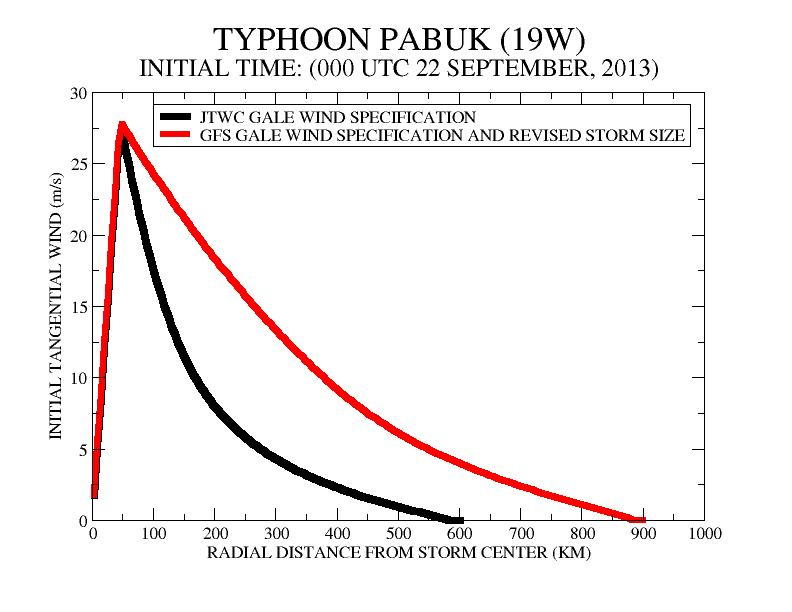 TYPHOON PABUK (19W)
INITIAL TIME: (000 UTC 22 SEPTEMBER, 2013)
JTWC GALE WIND SPECIFICATION
GFS GALE WIND SPECIFICATION AND REVISED STORM SIZE
INITIAL TANGENTIAL WIND (m/s)
30
25
20
15
10
5
0
0 100 200 300 400 500 600 700 800 900 1000
RADIAL DISTANCE FROM STORM CENTER (KM)